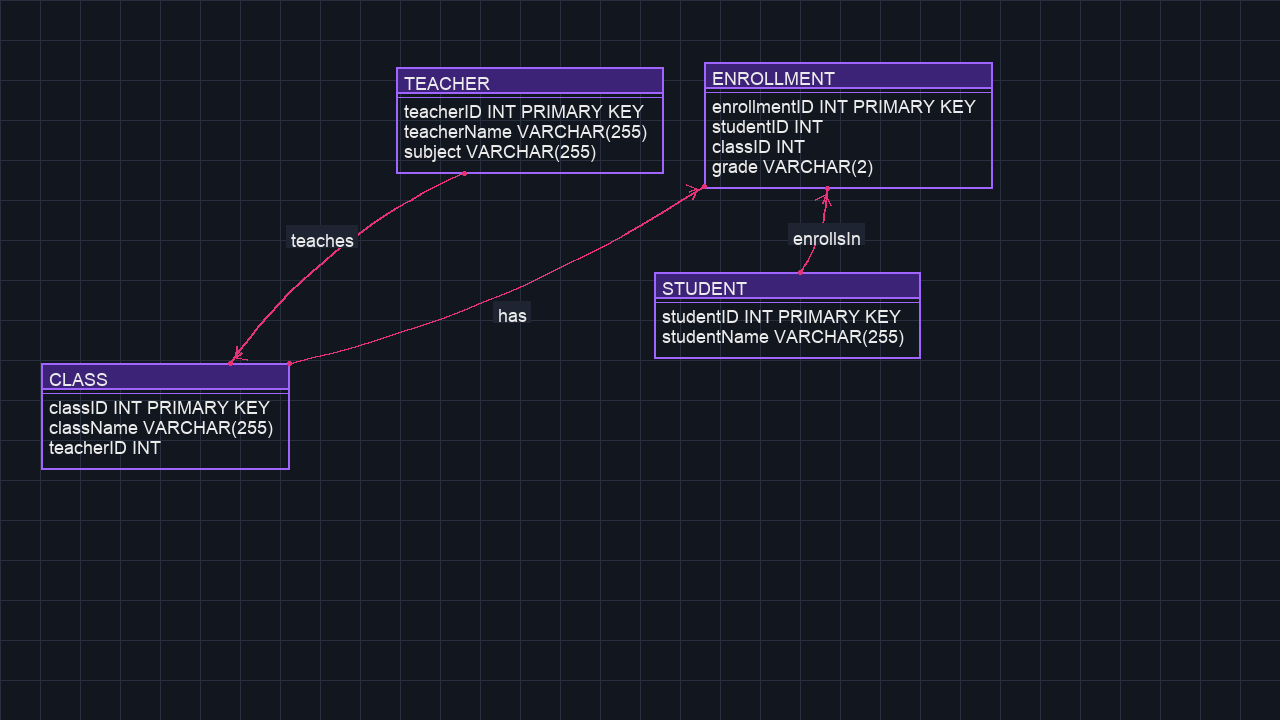 TEACHER
teacherID INT PRIMARY KEY
teacherName VARCHAR(255)
subject VARCHAR(255)
ENROLLMENT
enrollmentID INT PRIMARY KEY
studentID INT
classID INT
grade VARCHAR(2)
teaches
enrollsIn
has
STUDENT
studentID INT PRIMARY KEY
studentName VARCHAR(255)
CLASS
classID INT PRIMARY KEY
className VARCHAR(255)
teacherID INT